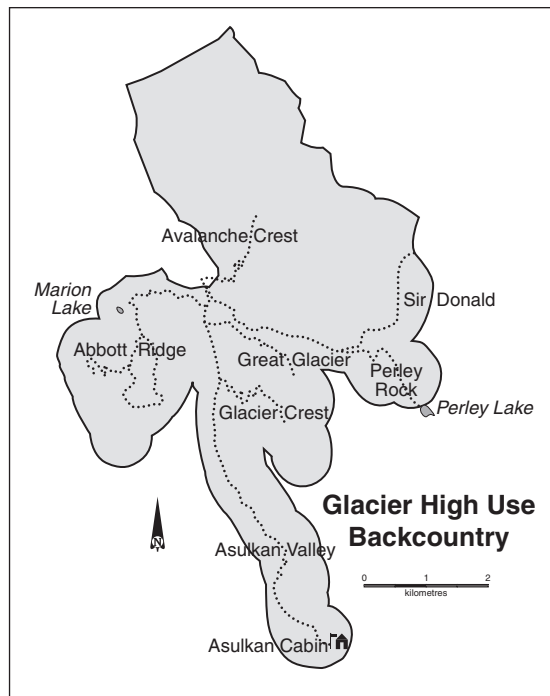 Avalanche Crest
Marion
Lake
Sir Donald
Abbott Ridge
Great Glacier
Perley
Rock
Perley Lake
Glacier Crest
Glacier High Use
Backcountry
N
Asulkan Valley
0 1 2
kilometres
Asulkan Cabin